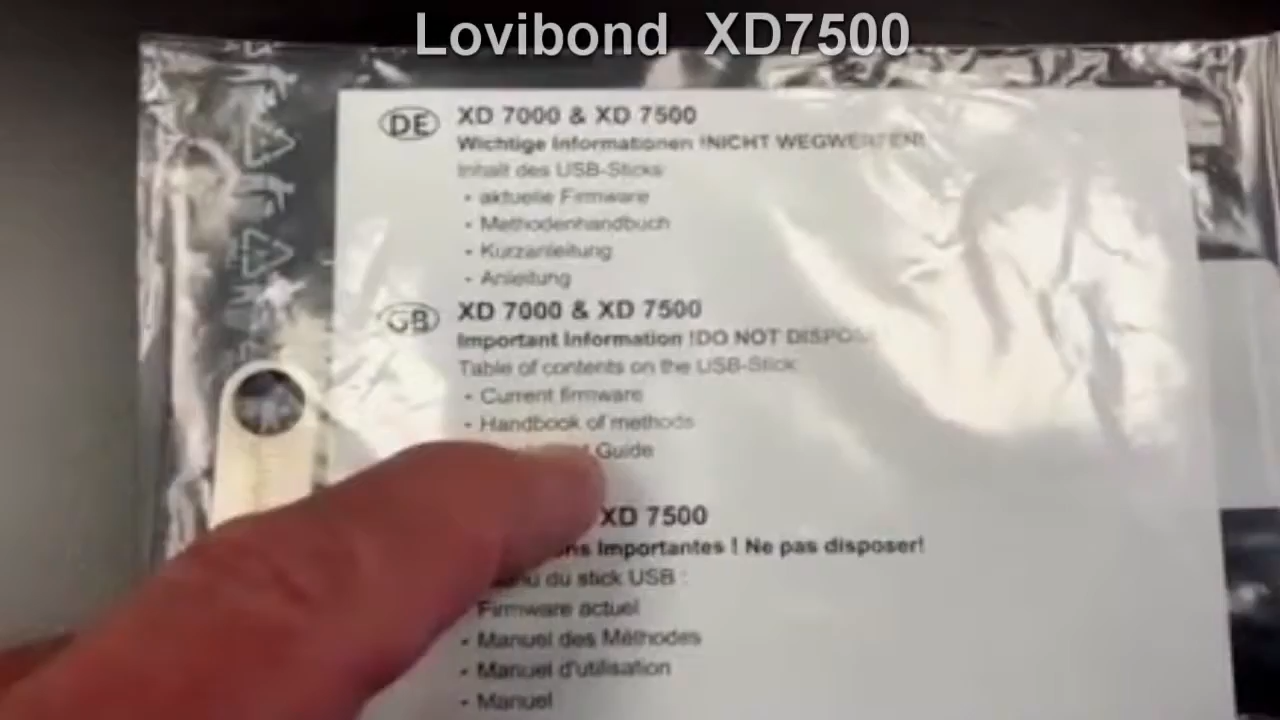 Lovibond XD7500
DE XD 7000 & XD 7500
Wichtige Informationen !NICHT WEGWERFEN!
Inhalt des USB-Sticks:
- aktuelle Firmware
- Methodenhandbuch
- Kurzanleitung
- Anleitung
GB XD 7000 & XD 7500
Important Information !DO NOT
Table of contents on the USB-Stick:
- Current firmware
- Handbook of methods
Guide
XD 7500
Importantes ! Ne pas disposer!
du stick USB :
- Firmware actuel
- Manuel des Méthodes
- Manuel d'utilisation
- Manuel